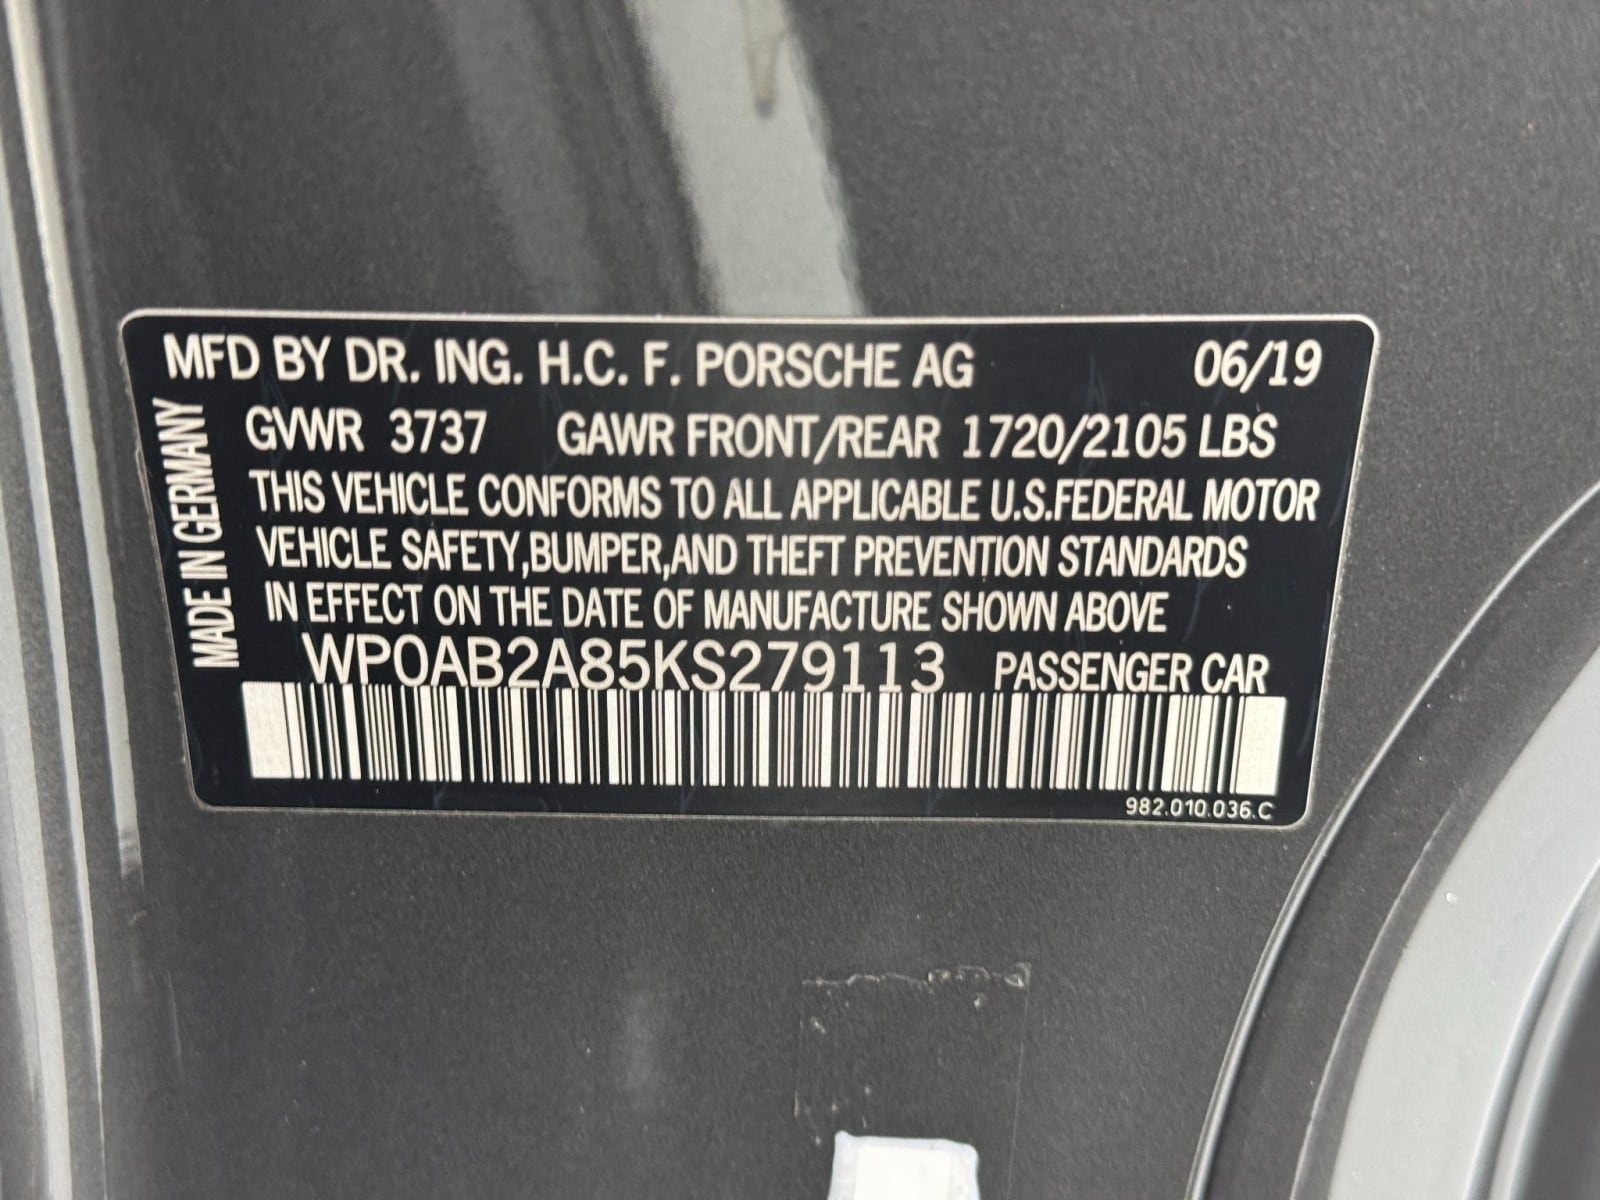 MFD BY DR. ING. H.C. F. PORSCHE AG 06/19
GVWR 3737 GAWR FRONT/REAR 1720/2105 LBS
THIS VEHICLE CONFORMS TO ALL APPLICABLE U.S.FEDERAL MOTOR
VEHICLE SAFETY,BUMPER,AND THEFT PREVENTION STANDARDS
IN EFFECT ON THE DATE OF MANUFACTURE SHOWN ABOVE
WP0AB2A85KS279113 PASSENGER CAR
982.010.036.C
MADE IN GERMANY